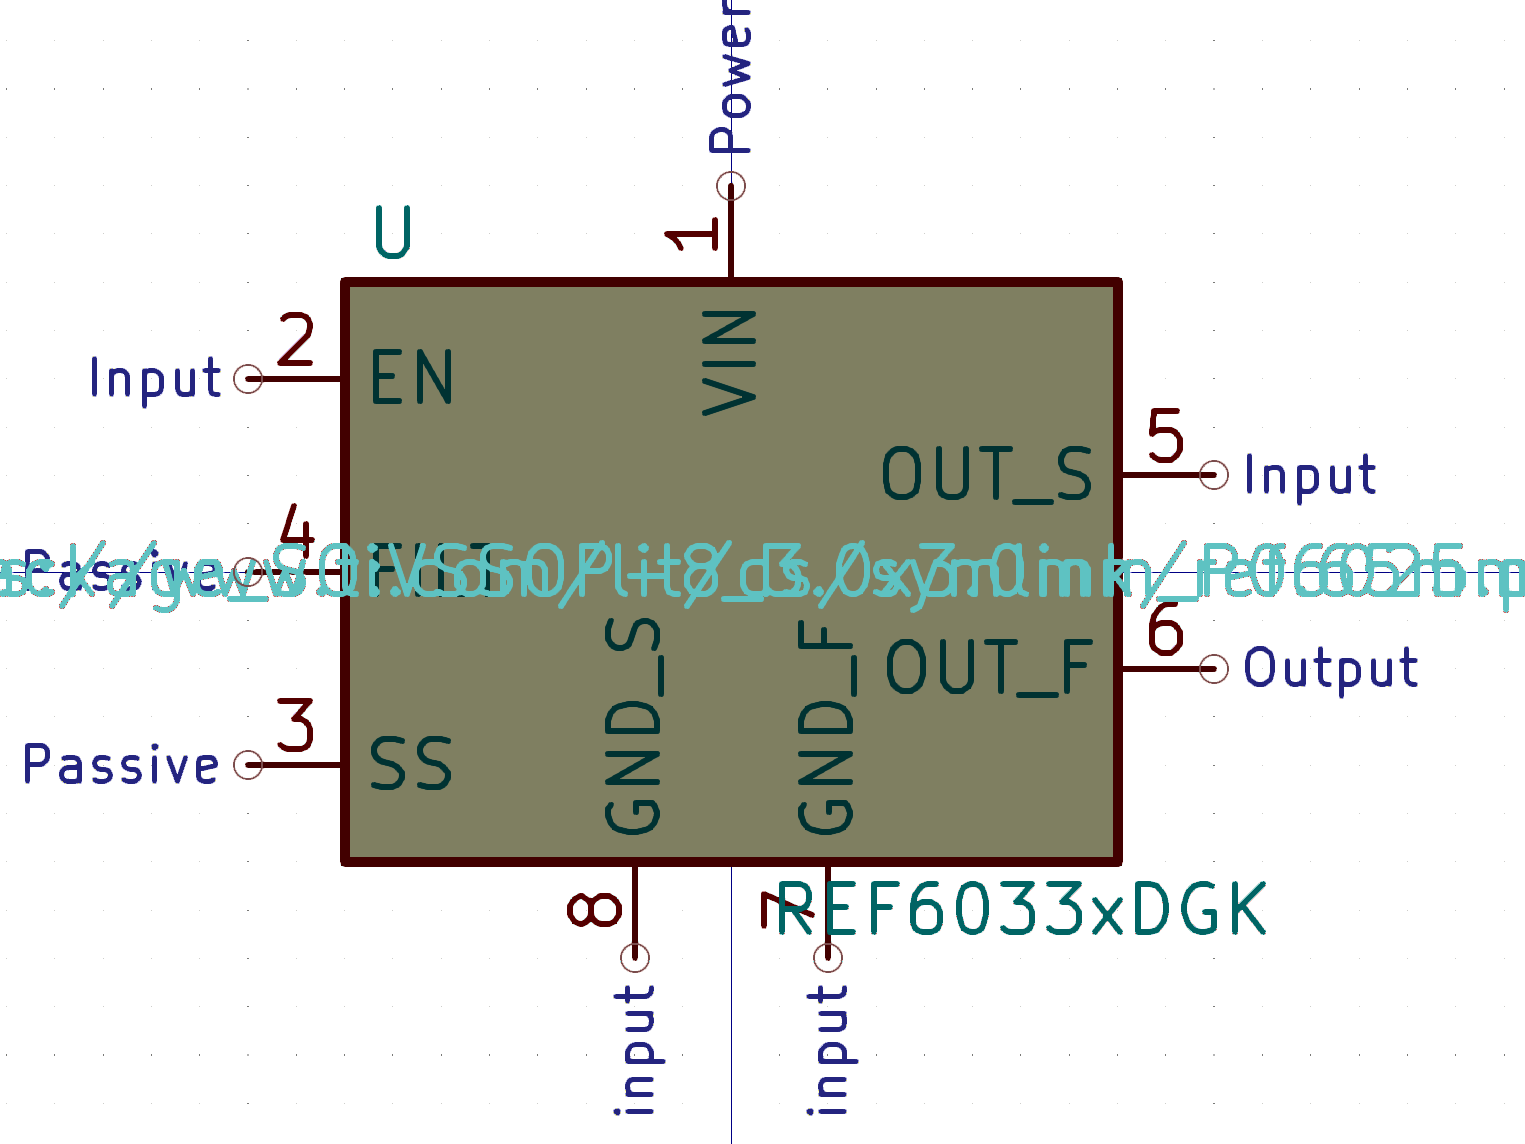 Power
U
1
2
Input
EN
VIN
5
OUT_S
Input
4
Passive
6
OUT_F
Output
3
Passive
SS
GND_S
GND_F
8
7
REF6033xDGK
input
input